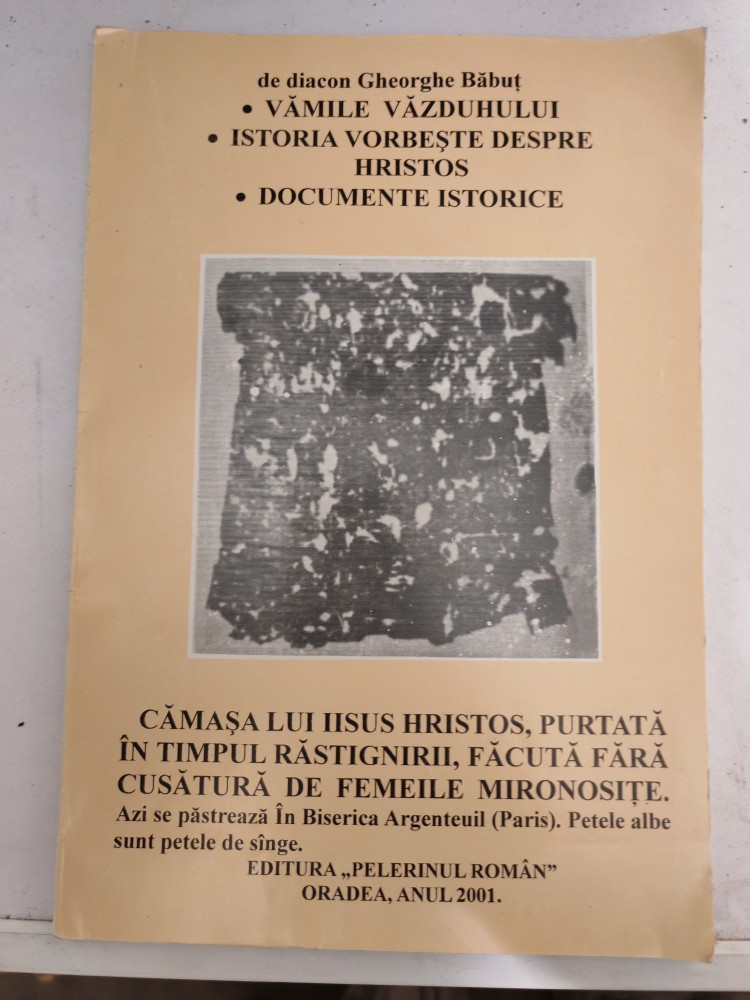 de diacon Gheorghe Băbuț
• VĂMILE VĂZDUHULUI
• ISTORIA VORBEŞTE DESPRE
HRISTOS
• DOCUMENTE ISTORICE
CĂMAŞA LUI IISUS HRISTOS, PURTATĂ
ÎN TIMPUL RĂSTIGNIRII, FĂCUTĂ FĂRĂ
CUSĂTURĂ DE FEMEILE MIRONOSIȚE.
Azi se păstrează În Biserica Argenteuil (Paris). Petele albe
sunt petele de sînge.
EDITURA „PELERINUL ROMÂN”
ORADEA, ANUL 2001.